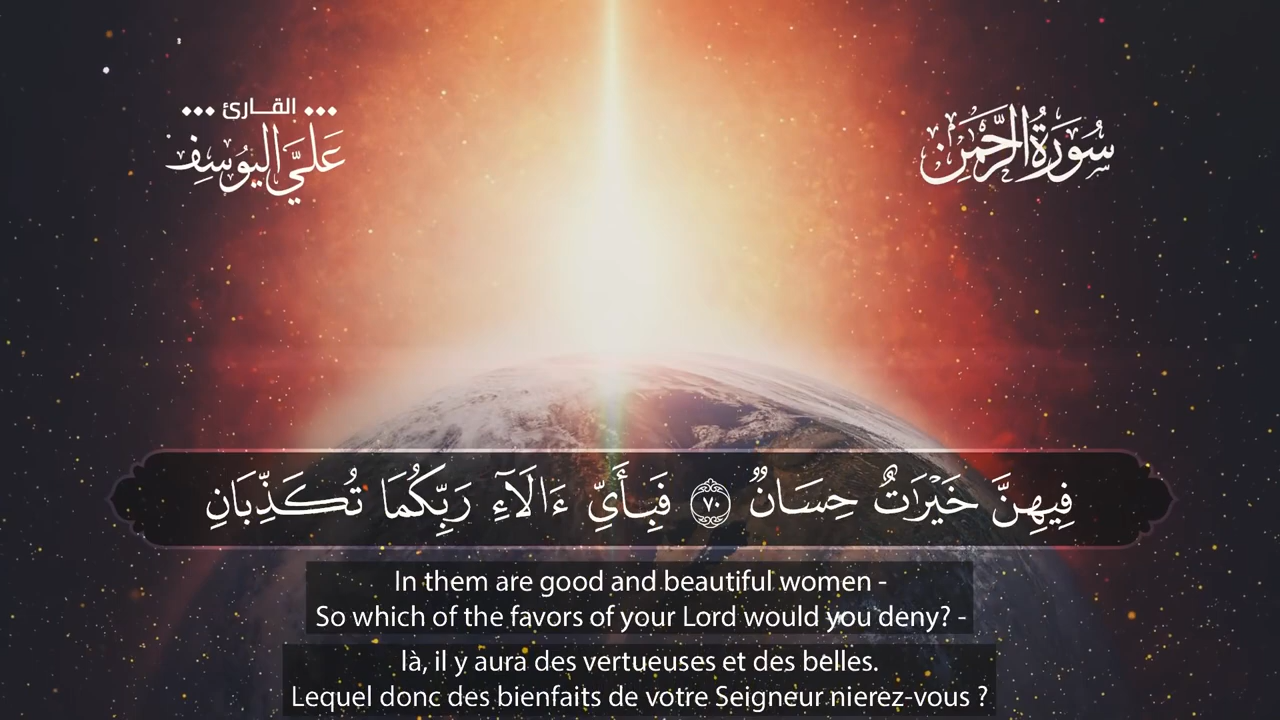 سُورَةُ الرَّحْمَٰن
••• القارئ •••
عَلِيّ اليُوسِف
فِيهِنَّ خَيْرَٰتٌ حِسَانٌ ۝٧٠ فَبِأَيِّ ءَالَآءِ رَبِّكُمَا تُكَذِّبَانِ
In them are good and beautiful women -
So which of the favors of your Lord would you deny? -
là, il y aura des vertueuses et des belles.
Lequel donc des bienfaits de votre Seigneur nierez-vous ?